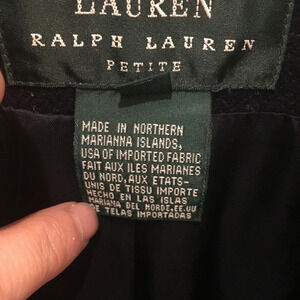 LAUREN
RALPH LAUREN
PETITE
MADE IN NORTHERN
MARIANNA ISLANDS,
USA OF IMPORTED FABRIC
FAIT AUX ILES MARIANES
DU NORD, AUX ETATS-
UNIS DE TISSU IMPORTE
HECHO EN LAS ISLAS
MARIANA DEL NORDE.EE.UU
DE TELAS IMPORTADAS